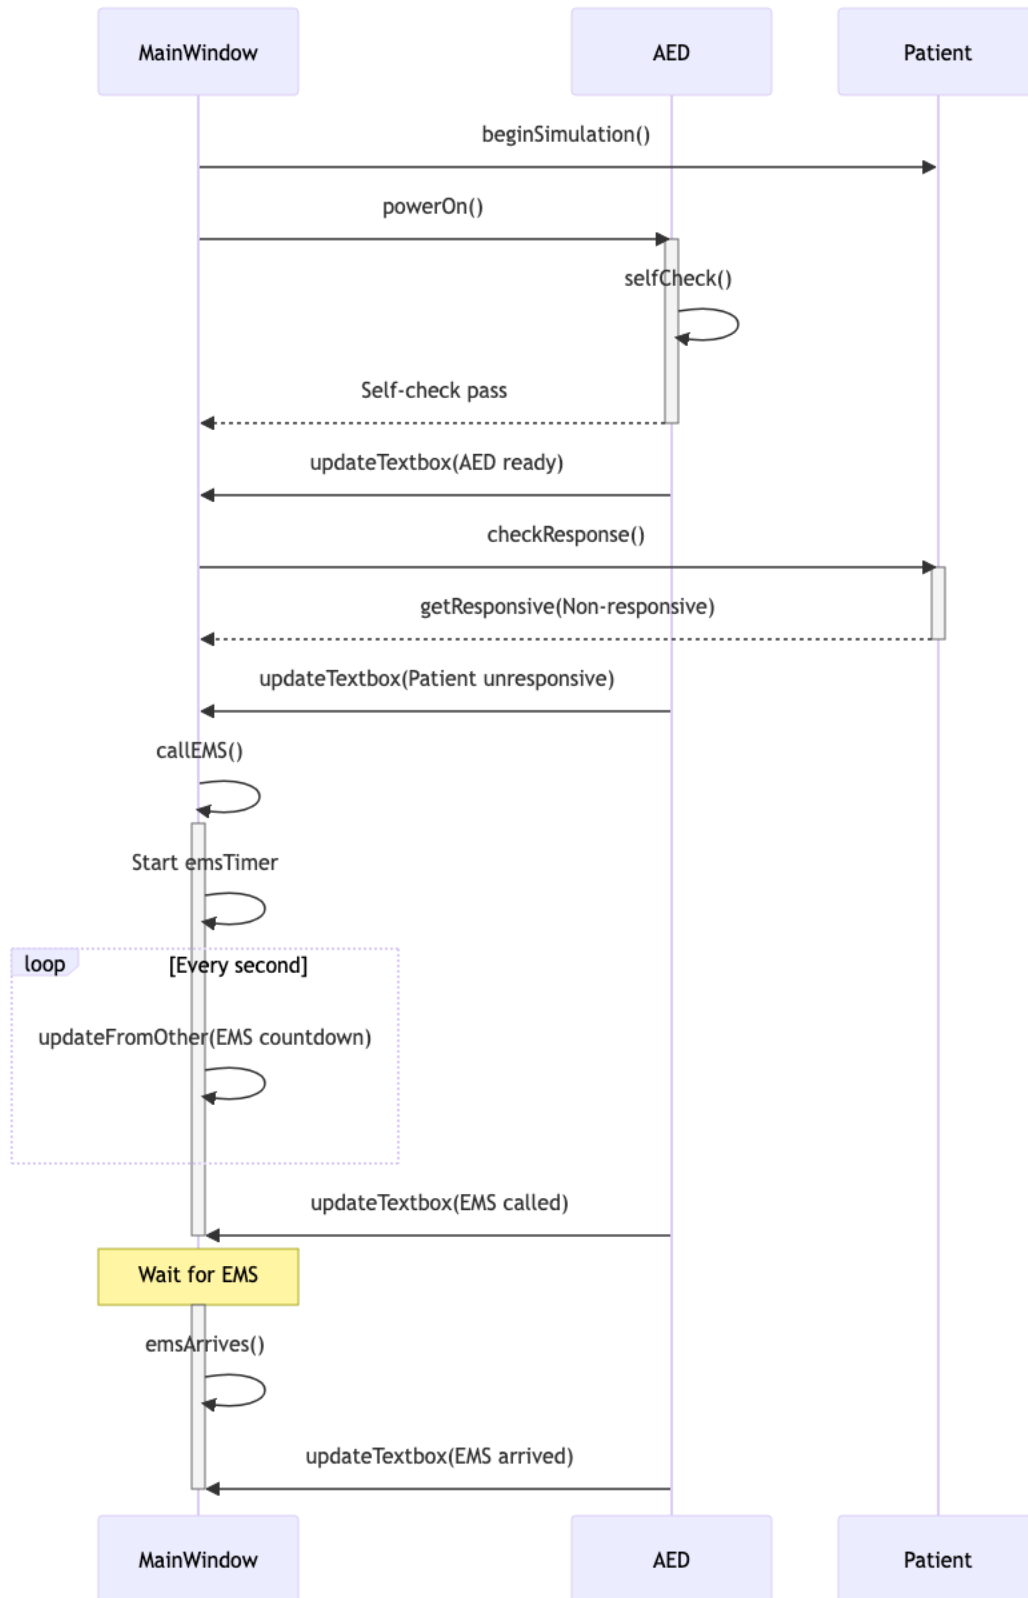 MainWindow
AED
Patient
beginSimulation()
powerOn()
selfCheck()
Self-check pass
updateTextbox(AED ready)
checkResponse()
getResponsive(Non-responsive)
updateTextbox(Patient unresponsive)
callEMS()
Start emsTimer
loop
[Every second]
updateFromOther(EMS countdown)
updateTextbox(EMS called)
Wait for EMS
emsArrives()
updateTextbox(EMS arrived)
MainWindow
AED
Patient